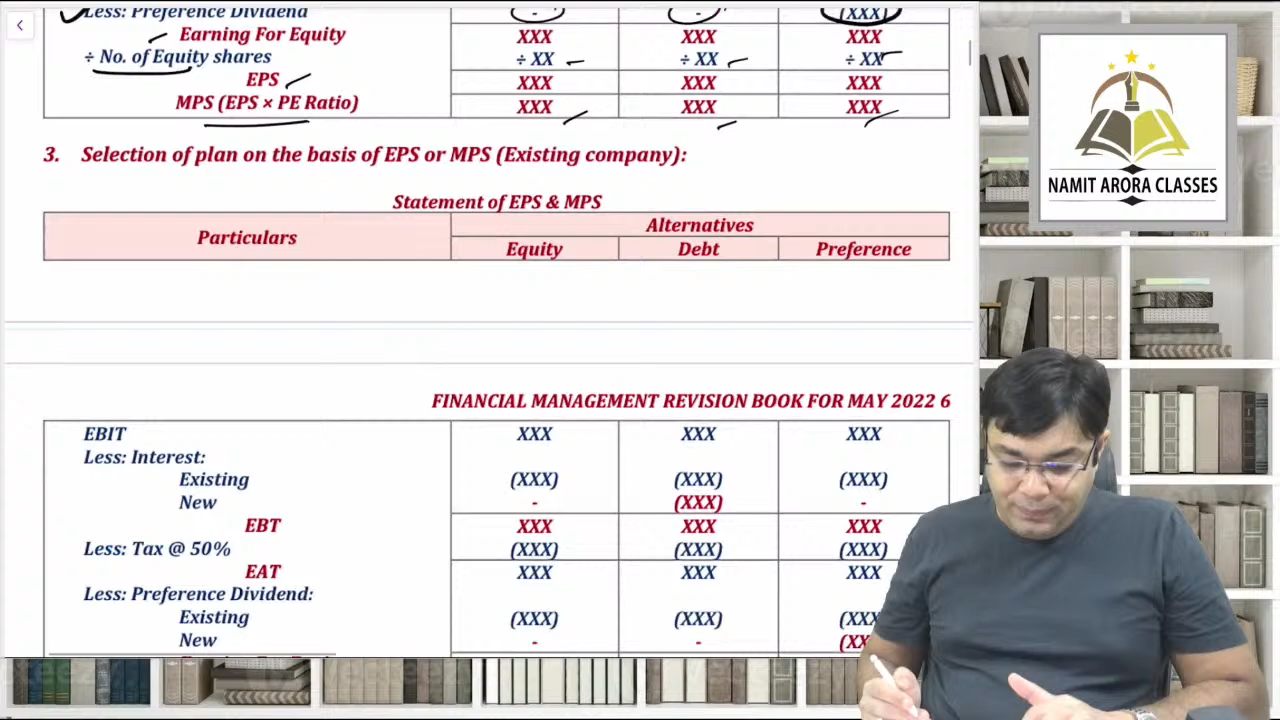 Less: Preference Dividend - - (XXX)
Earning For Equity XXX XXX XXX
÷ No. of Equity shares ÷ XX ÷ XX ÷ XX
EPS XXX XXX XXX
MPS (EPS × PE Ratio) XXX XXX XXX
3. Selection of plan on the basis of EPS or MPS (Existing company):
Statement of EPS & MPS
Particulars Alternatives
Equity Debt Preference
FINANCIAL MANAGEMENT REVISION BOOK FOR MAY 2022 6
EBIT XXX XXX XXX
Less: Interest:
Existing (XXX) (XXX) (XXX)
New - (XXX) -
EBT XXX XXX XXX
Less: Tax @ 50% (XXX) (XXX) (XXX)
EAT XXX XXX XXX
Less: Preference Dividend:
Existing (XXX) (XXX) (XXX
New - - (XX
NAMIT ARORA CLASSES